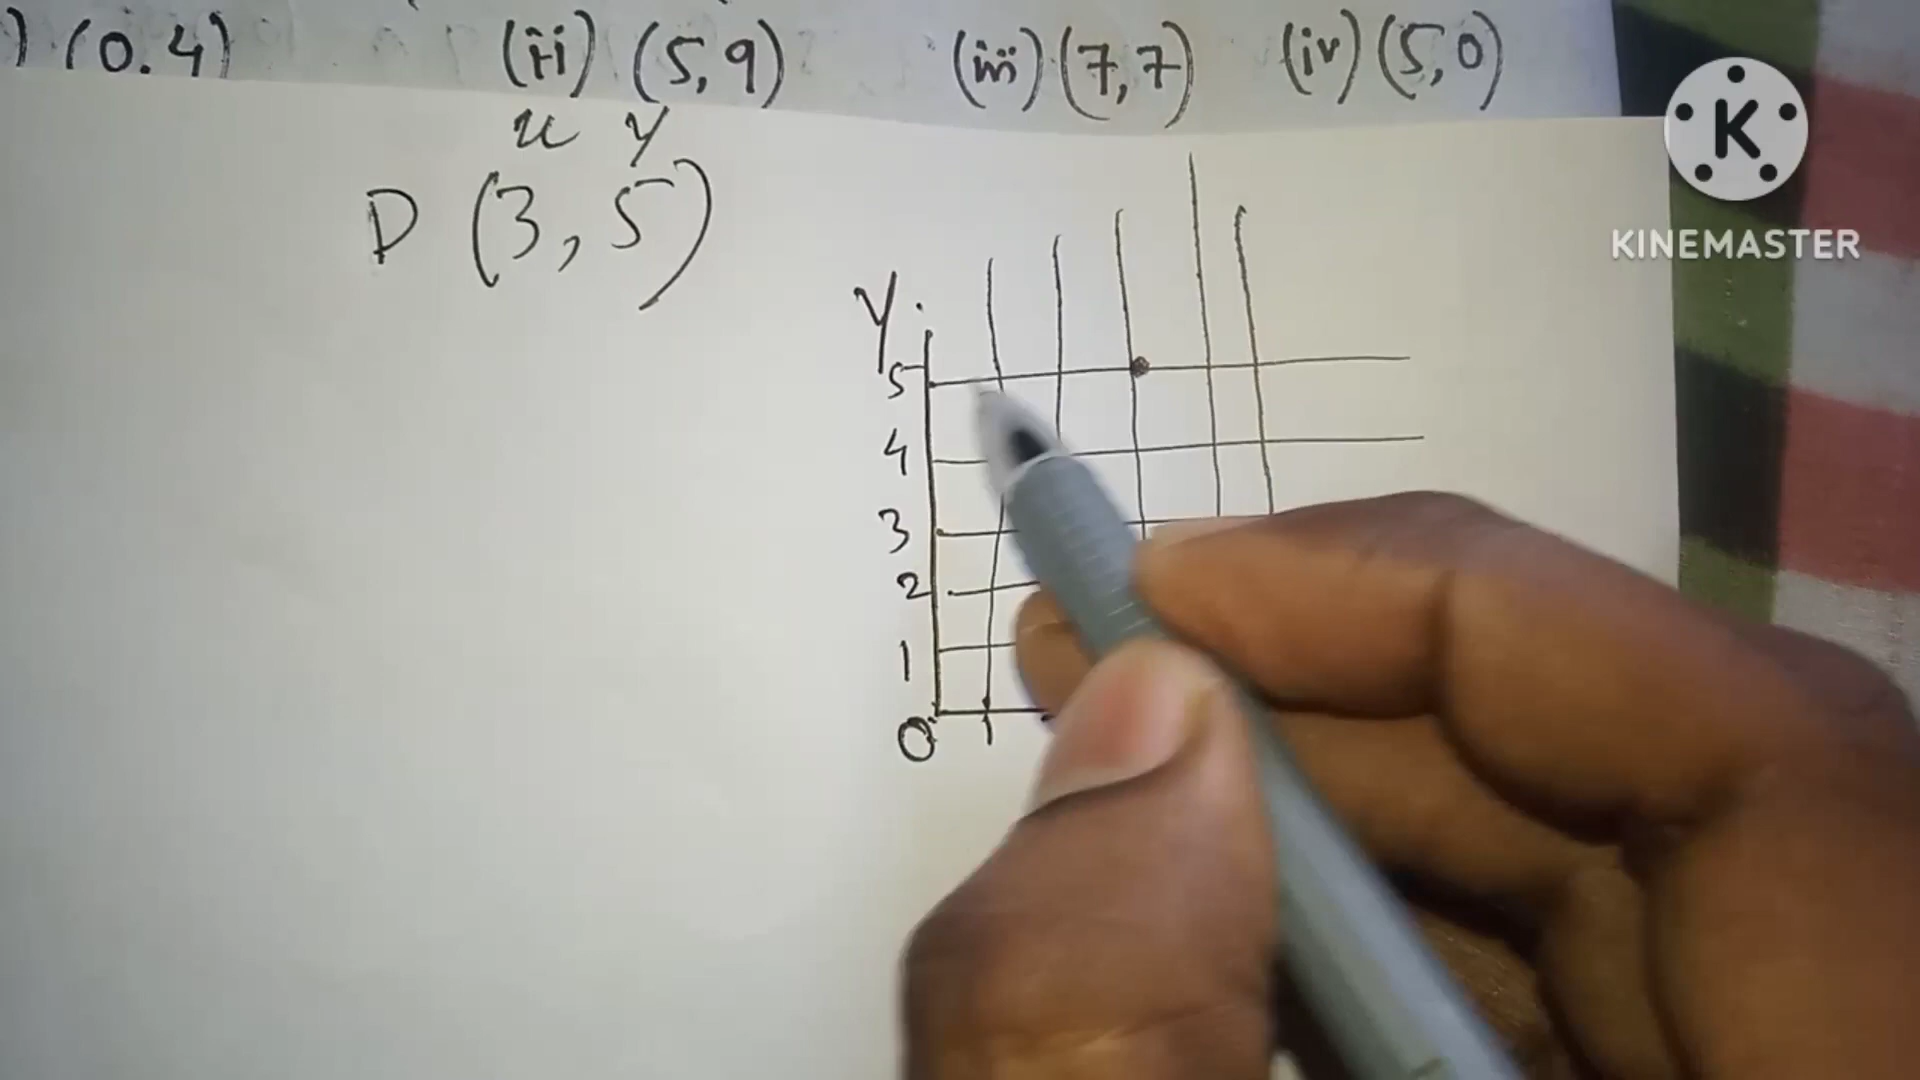 ) (0.4) (ii) (5,9) (iii) (7,7) (iv) (5,0)
K
KINEMASTER
x y
D (3,5)
Y
5
4
3
2
1
0 1